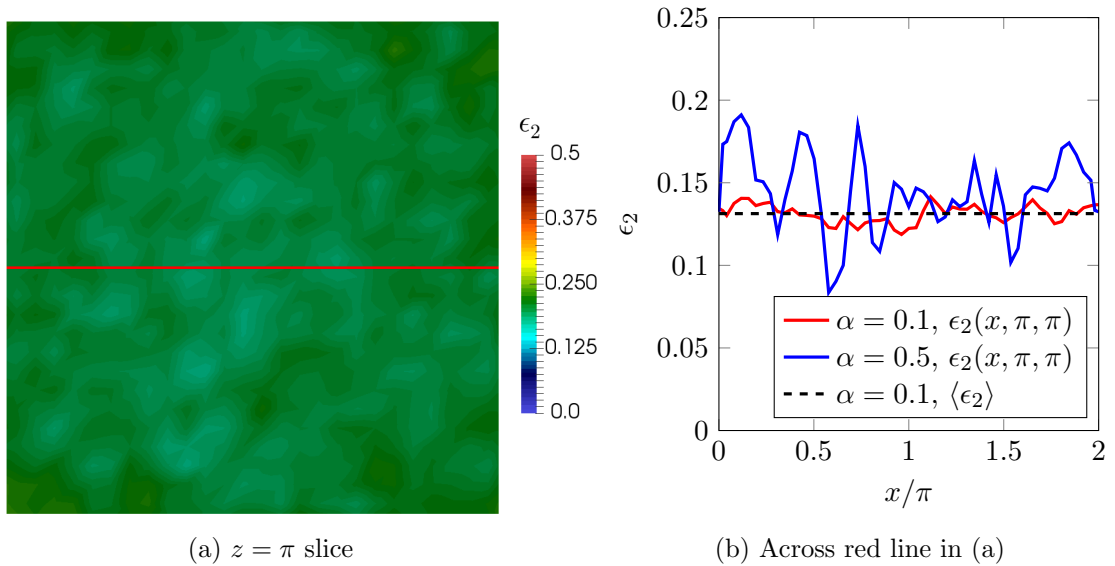 ϵ₂
0.5
0.375
0.250
0.125
0.0
(a) z = π slice
0.25
0.2
0.15
0.1
0.05
0
ϵ₂
0 0.5 1 1.5 2
x/π
α = 0.1, ϵ₂(x, π, π)
α = 0.5, ϵ₂(x, π, π)
α = 0.1, ⟨ϵ₂⟩
(b) Across red line in (a)